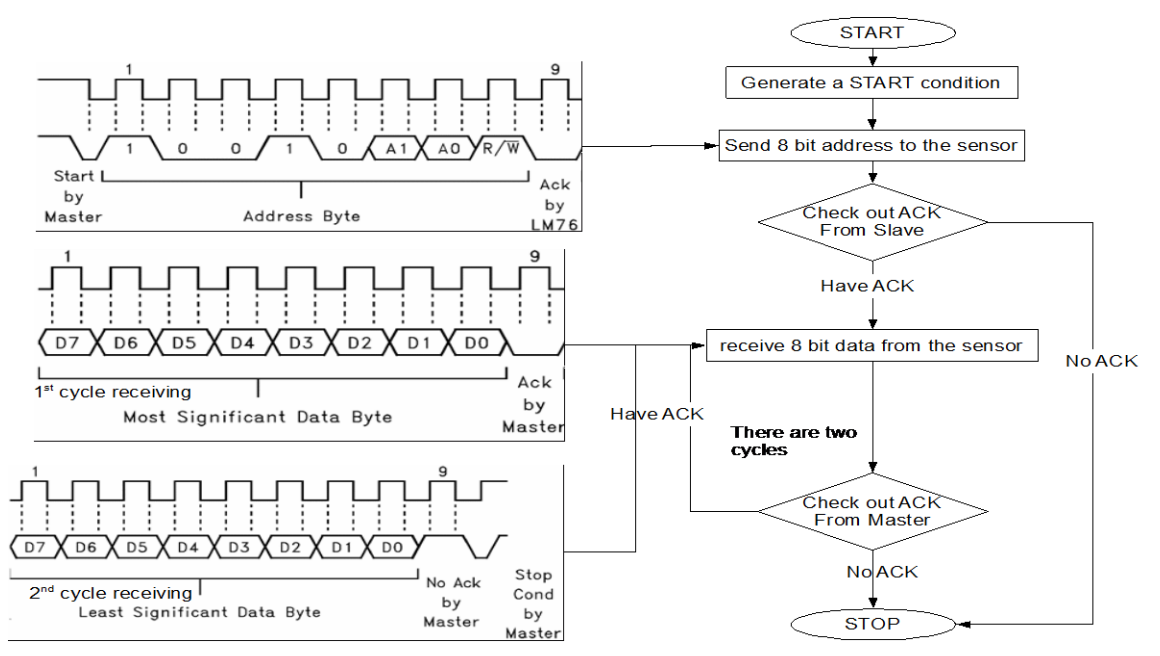 1
9
1
0
0
1
0
A1
A0
R/W
Start
by
Master
Address Byte
Ack
by
LM76
1
9
D7
D6
D5
D4
D3
D2
D1
D0
1st cycle receiving
Most Significant Data Byte
Ack
by
Master
1
9
D7
D6
D5
D4
D3
D2
D1
D0
2nd cycle receiving
Least Significant Data Byte
No Ack
by
Master
Stop
Cond
by
Master
START
Generate a START condition
Send 8 bit address to the sensor
Check out ACK
From Slave
Have ACK
No ACK
receive 8 bit data from the sensor
Have ACK
There are two
cycles
Check out ACK
From Master
No ACK
STOP